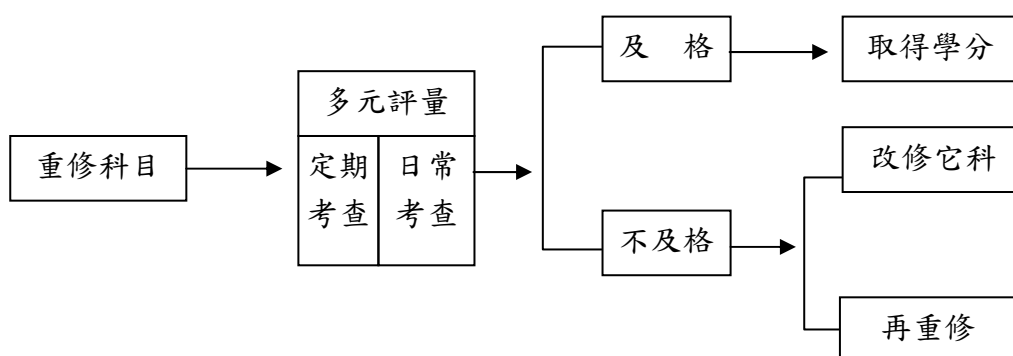 重修科目
多元評量
定期
考查
日常
考查
及 格
不及格
取得學分
改修它科
再重修